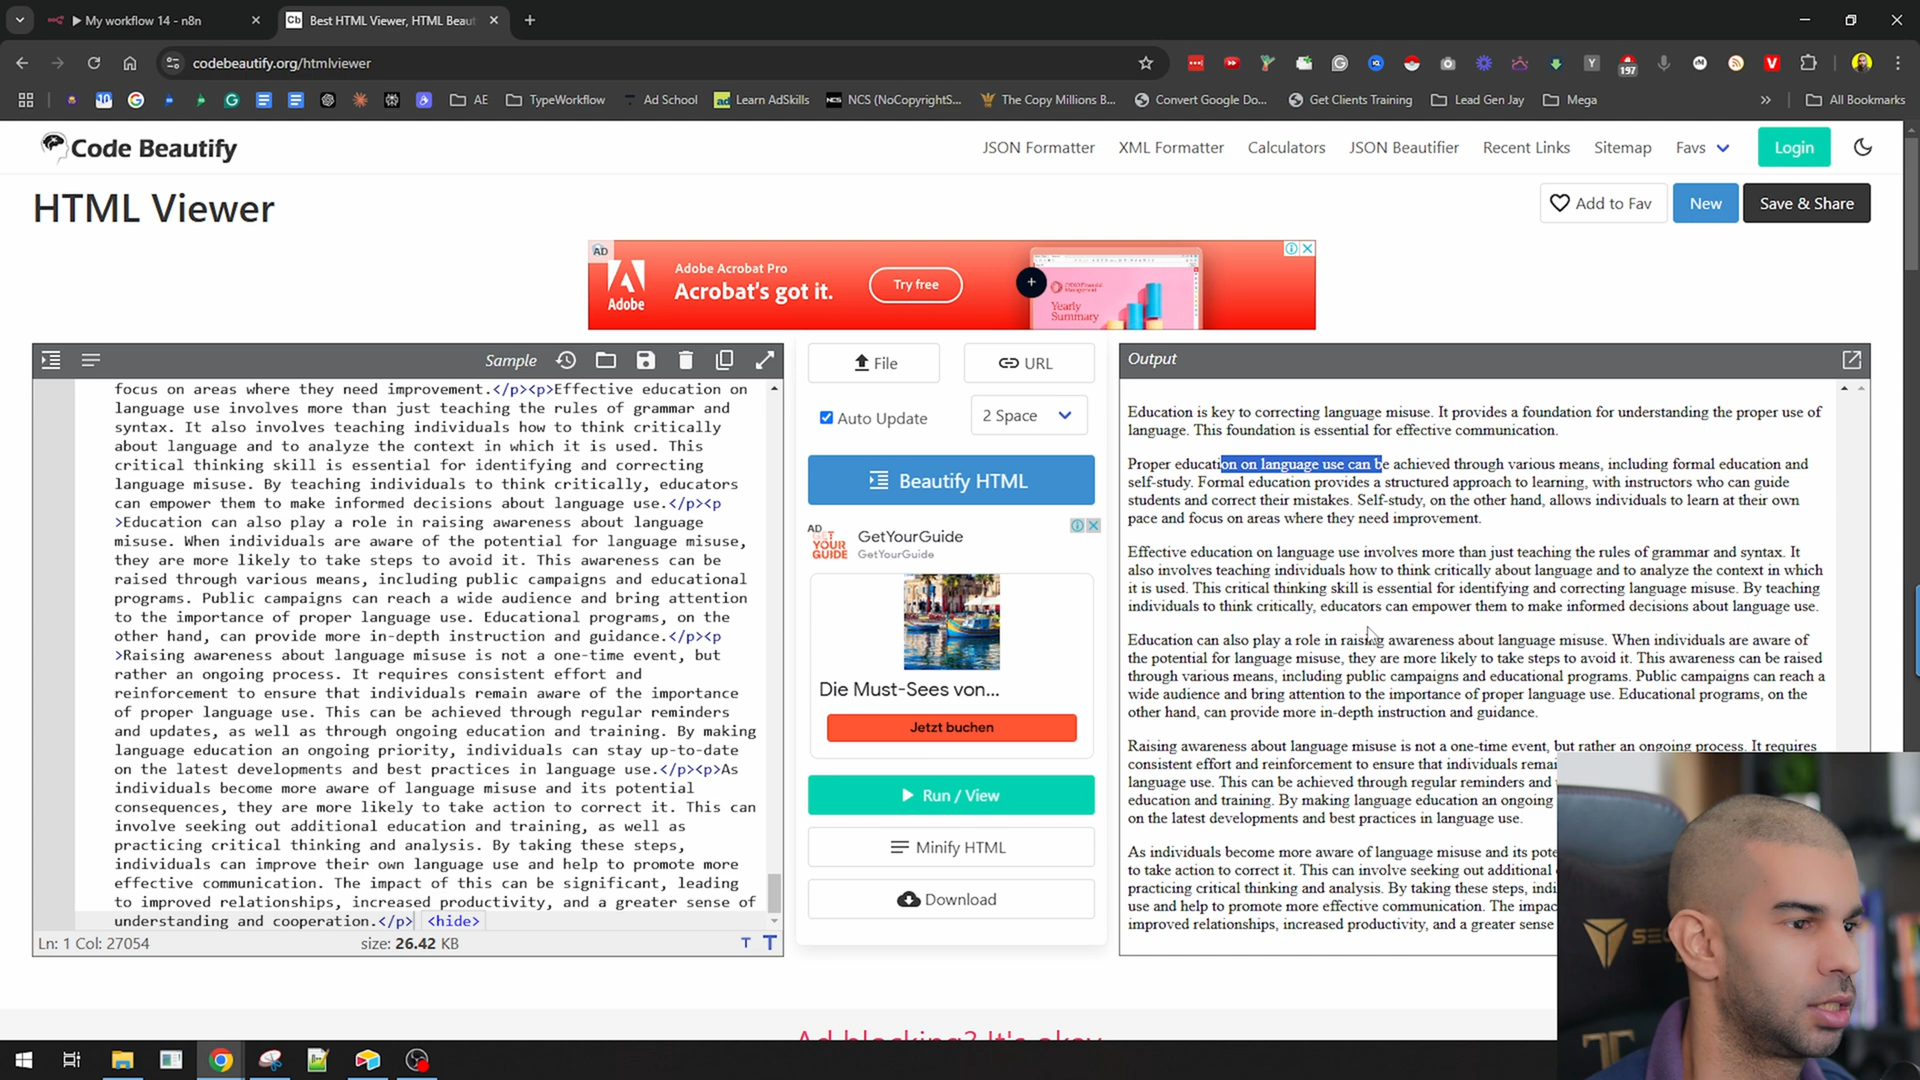 My workflow 14 - n8n
Best HTML Viewer, HTML Beaut
codebeautify.org/htmlviewer
197
AE
TypeWorkflow
Ad School
Learn AdSkills
NCS (NoCopyrightS...
The Copy Millions B...
Convert Google Do...
Get Clients Training
Lead Gen Jay
Mega
All Bookmarks
Code Beautify
JSON Formatter
XML Formatter
Calculators
JSON Beautifier
Recent Links
Sitemap
Favs
Login
HTML Viewer
Add to Fav
New
Save & Share
AD
Adobe
Adobe Acrobat Pro
Acrobat's got it.
Try free
Yearly
Summary
Sample
focus on areas where they need improvement.</p><p>Effective education on
language use involves more than just teaching the rules of grammar and
syntax. It also involves teaching individuals how to think critically
about language and to analyze the context in which it is used. This
critical thinking skill is essential for identifying and correcting
language misuse. By teaching individuals to think critically, educators
can empower them to make informed decisions about language use.</p><p
>Education can also play a role in raising awareness about language
misuse. When individuals are aware of the potential for language misuse,
they are more likely to take steps to avoid it. This awareness can be
raised through various means, including public campaigns and educational
programs. Public campaigns can reach a wide audience and bring attention
to the importance of proper language use. Educational programs, on the
other hand, can provide more in-depth instruction and guidance.</p><p
>Raising awareness about language misuse is not a one-time event, but
rather an ongoing process. It requires consistent effort and
reinforcement to ensure that individuals remain aware of the importance
of proper language use. This can be achieved through regular reminders
and updates, as well as through ongoing education and training. By making
language education an ongoing priority, individuals can stay up-to-date
on the latest developments and best practices in language use.</p><p>As
individuals become more aware of language misuse and its potential
consequences, they are more likely to take action to correct it. This can
involve seeking out additional education and training, as well as
practicing critical thinking and analysis. By taking these steps,
individuals can improve their own language use and help to promote more
effective communication. The impact of this can be significant, leading
to improved relationships, increased productivity, and a greater sense of
understanding and cooperation.</p> <hide>
Ln: 1 Col: 27054
size: 26.42 KB
T T
File
URL
Auto Update
2 Space
Beautify HTML
AD
GET
YOUR
GUIDE
GetYourGuide
GetYourGuide
Die Must-Sees von...
Jetzt buchen
Run / View
Minify HTML
Download
Output
Education is key to correcting language misuse. It provides a foundation for understanding the proper use of
language. This foundation is essential for effective communication.
Proper education on language use can be achieved through various means, including formal education and
self-study. Formal education provides a structured approach to learning, with instructors who can guide
students and correct their mistakes. Self-study, on the other hand, allows individuals to learn at their own
pace and focus on areas where they need improvement.
Effective education on language use involves more than just teaching the rules of grammar and syntax. It
also involves teaching individuals how to think critically about language and to analyze the context in which
it is used. This critical thinking skill is essential for identifying and correcting language misuse. By teaching
individuals to think critically, educators can empower them to make informed decisions about language use.
Education can also play a role in raising awareness about language misuse. When individuals are aware of
the potential for language misuse, they are more likely to take steps to avoid it. This awareness can be raised
through various means, including public campaigns and educational programs. Public campaigns can reach a
wide audience and bring attention to the importance of proper language use. Educational programs, on the
other hand, can provide more in-depth instruction and guidance.
Raising awareness about language misuse is not a one-time event, but rather an ongoing process. It requires
consistent effort and reinforcement to ensure that individuals remai
language use. This can be achieved through regular reminders and
education and training. By making language education an ongoing
on the latest developments and best practices in language use.
As individuals become more aware of language misuse and its pote
to take action to correct it. This can involve seeking out additional
practicing critical thinking and analysis. By taking these steps, indi
use and help to promote more effective communication. The impac
improved relationships, increased productivity, and a greater sense
Ad blocking? It's okay